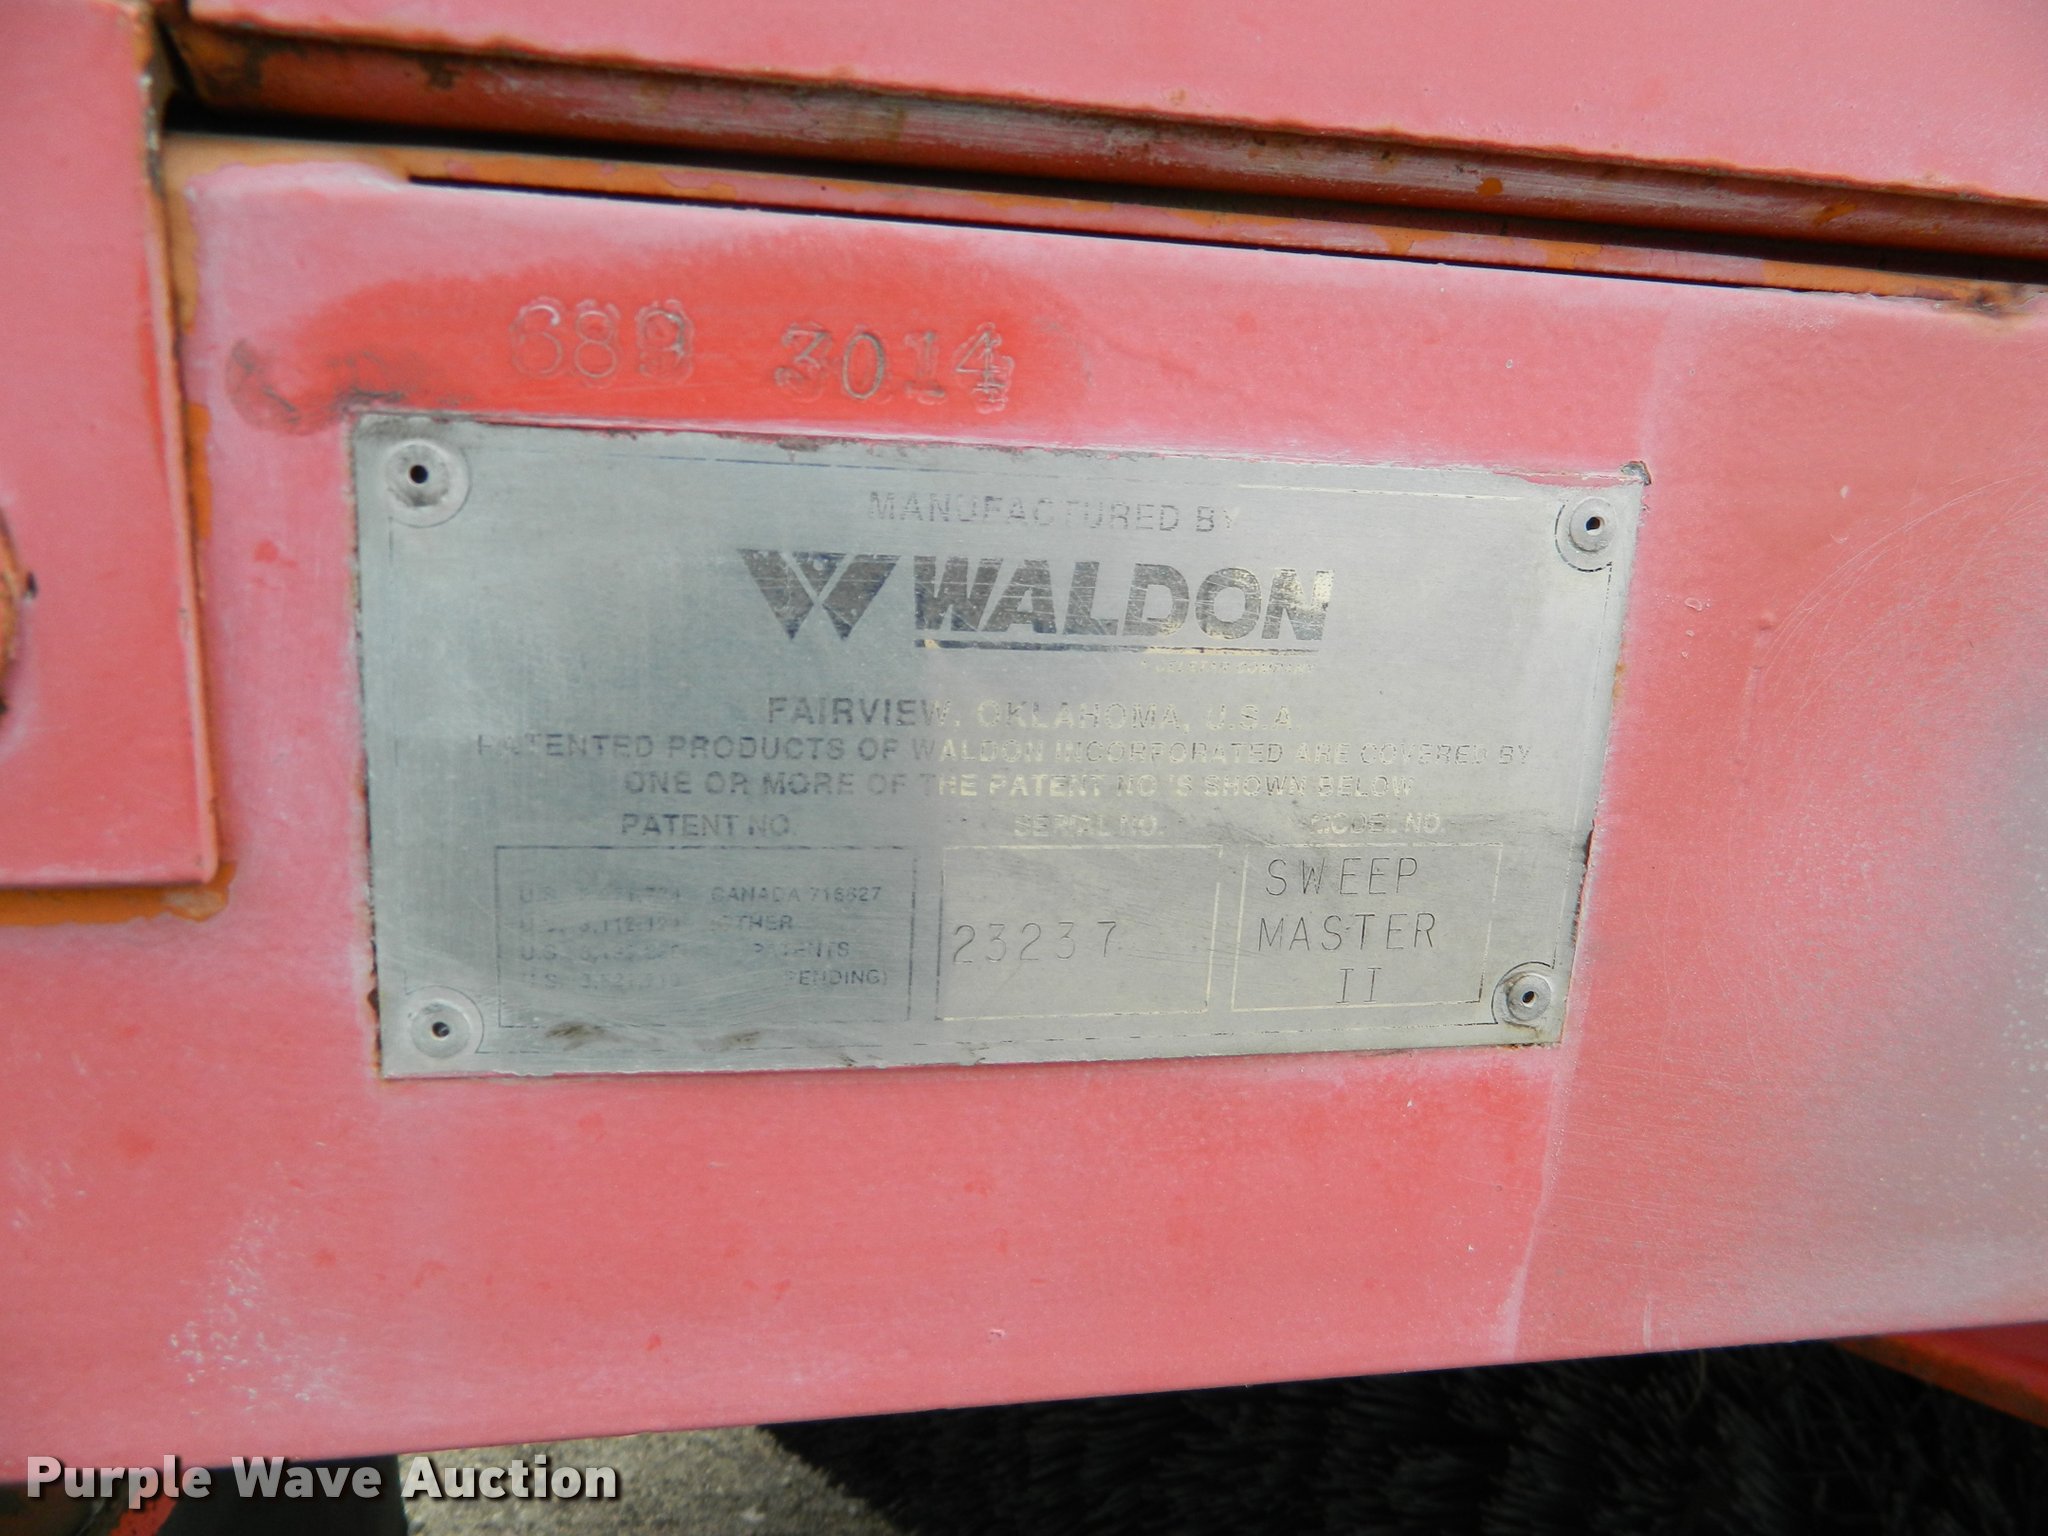 689 3014
MANUFACTURED BY
W WALDON
COMPANY
FAIRVIEW, OKLAHOMA, U.S.A.
PATENTED PRODUCTS OF WALDON INCORPORATED ARE COVERED BY
ONE OR MORE OF THE PATENT NO'S SHOWN BELOW
PATENT NO. SERIAL NO. MODEL NO.
U.S. CANADA 716627
U.S. OTHER
U.S. PATENTS
U.S. PENDING)
23237
SWEEP
MASTER
II
Purple Wave Auction